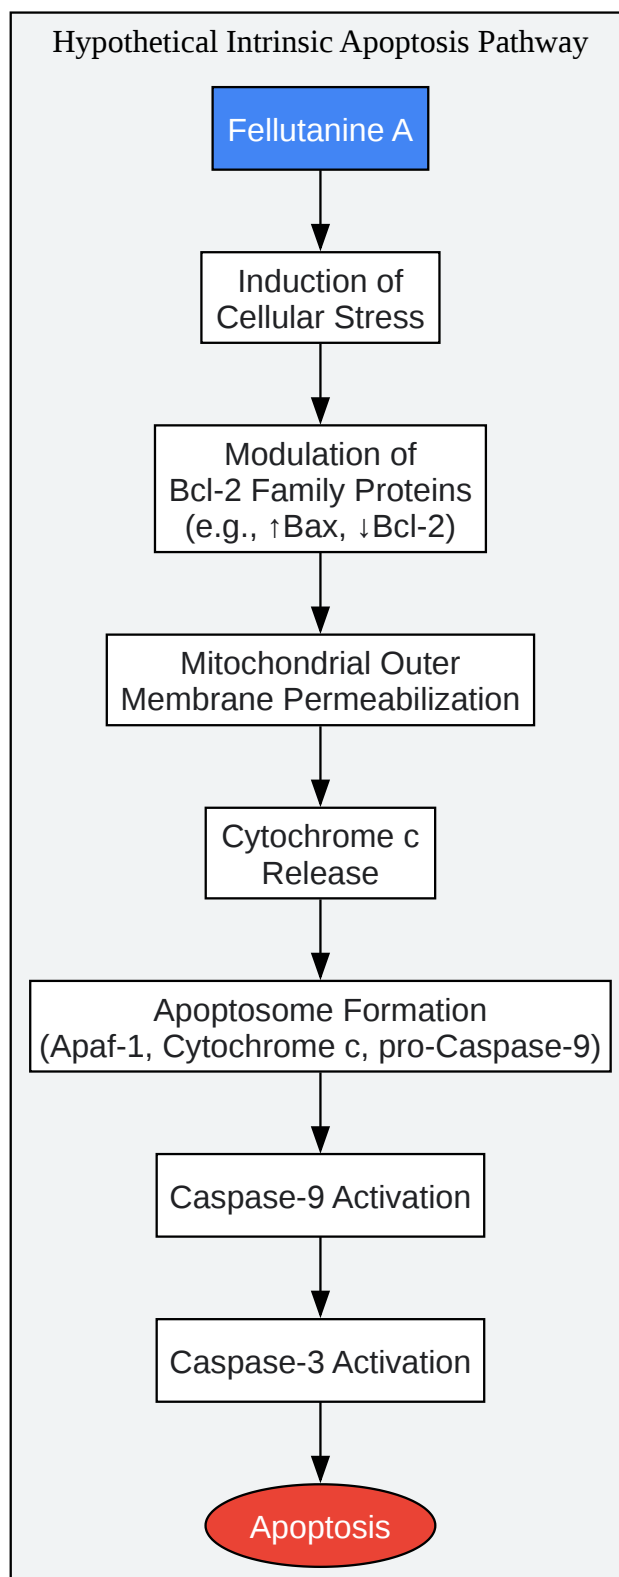 Hypothetical Intrinsic Apoptosis Pathway
Fellutanine A
Induction of
Cellular Stress
Modulation of
Bcl-2 Family Proteins
(e.g., ↑Bax, ↓Bcl-2)
Mitochondrial Outer
Membrane Permeabilization
Cytochrome c
Release
Apoptosome Formation
(Apaf-1, Cytochrome c, pro-Caspase-9)
Caspase-9 Activation
Caspase-3 Activation
Apoptosis